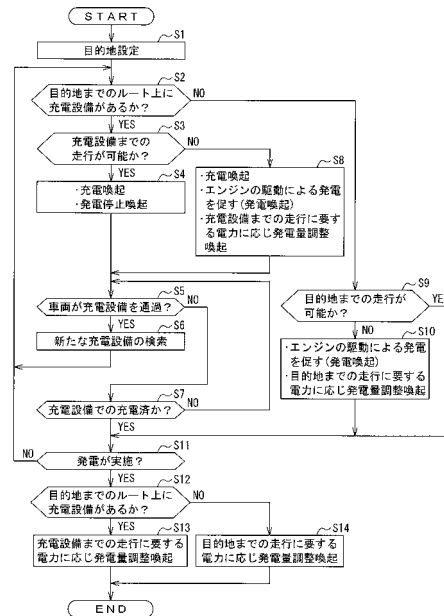 START
S1
目的地設定
S2
目的地までのルート上に
充電設備があるか?
NO
YES
S3
充電設備までの
走行が可能か?
NO
YES
S4
・充電喚起
・発電停止喚起
S8
・充電喚起
・エンジンの駆動による発電
を促す(発電喚起)
・充電設備までの走行に要す
る電力に応じ発電量調整
喚起
S5
車両が充電設備を通過?
NO
YES
S6
新たな充電設備の検索
S7
充電設備での充電済か?
NO
YES
S9
目的地までの走行が
可能か?
YE
NO
S10
・エンジンの駆動による発電
を促す(発電喚起)
・目的地までの走行に要する
電力に応じ発電量調整喚起
S11
発電が実施?
NO
YES
S12
目的地までのルート上に
充電設備があるか?
NO
YES
S13
充電設備までの走行に要する
電力に応じ発電量調整喚起
S14
目的地までの走行に要する
電力に応じ発電量調整喚起
END